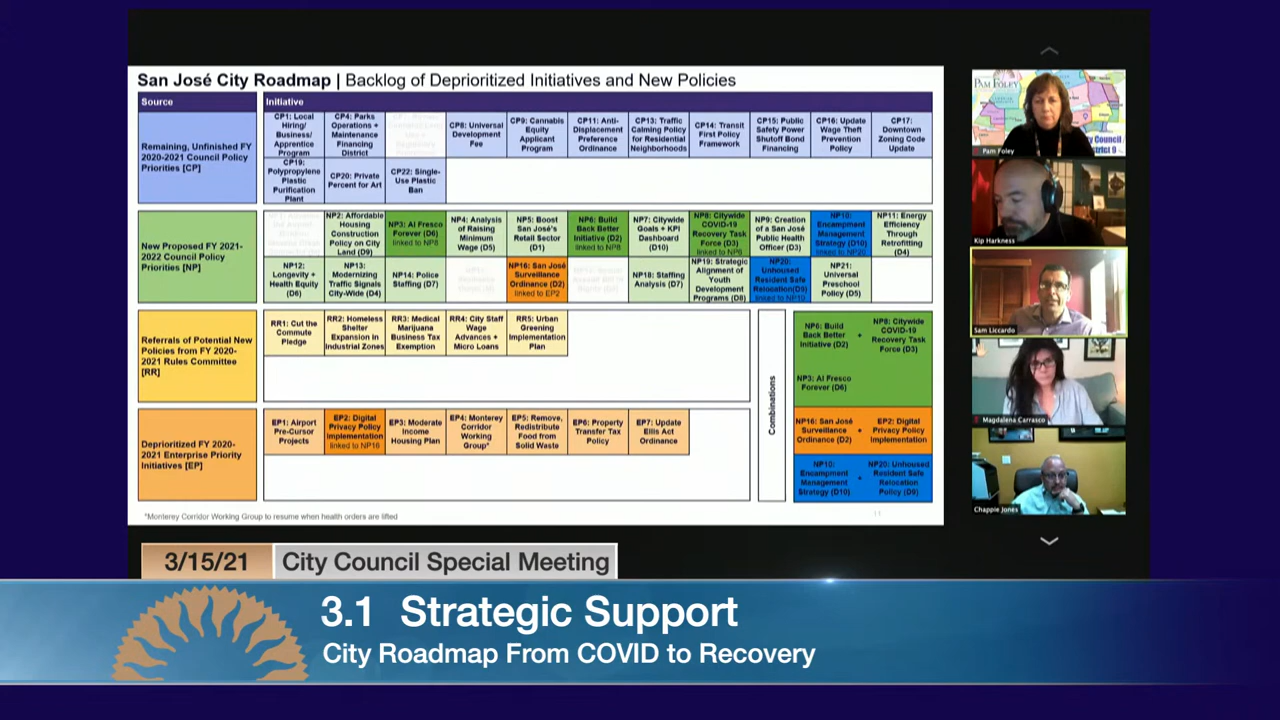 San José City Roadmap | Backlog of Deprioritized Initiatives and New Policies
Source
Initiative
Remaining, Unfinished FY
2020-2021 Council Policy
Priorities [CP]
CP1: Local
Hiring/
Business/
Apprentice
Program
CP4: Parks
Operations +
Maintenance
Financing
District
CP8: Universal
Development
Fee
CP9: Cannabis
Equity
Applicant
Program
CP11: Anti-
Displacement
Preference
Ordinance
CP13: Traffic
Calming Policy
for Residential
Neighborhoods
CP14: Transit
First Policy
Framework
CP15: Public
Safety Power
Shutoff Bond
Financing
CP16: Update
Wage Theft
Prevention
Policy
CP17:
Downtown
Zoning Code
Update
CP19:
Polypropylene
Plastic
Purification
Plant
CP20: Private
Percent for Art
CP22: Single-
Use Plastic
Ban
New Proposed FY 2021-
2022 Council Policy
Priorities [NP]
NP2: Affordable
Housing
Construction
Policy on City
Land (D9)
NP3: Al Fresco
Forever (D6)
linked to NP8
NP4: Analysis
of Raising
Minimum
Wage (D5)
NP5: Boost
San José's
Retail Sector
(D1)
NP6: Build
Back Better
Initiative (D2)
linked to NP8
NP7: Citywide
Goals + KPI
Dashboard
(D10)
NP8: Citywide
COVID-19
Recovery Task
Force (D3)
linked to NP6
NP9: Creation
of a San José
Public Health
Officer (D3)
NP10:
Encampment
Management
Strategy (D10)
linked to NP20
NP11: Energy
Efficiency
Through
Retrofitting
(D4)
NP12:
Longevity +
Health Equity
(D6)
NP13:
Modernizing
Traffic Signals
City-Wide (D4)
NP14: Police
Staffing (D7)
NP16: San José
Surveillance
Ordinance (D2)
linked to EP2
NP18: Staffing
Analysis (D7)
NP19: Strategic
Alignment of
Youth
Development
Programs (D8)
NP20:
Unhoused
Resident Safe
Relocation(D9)
linked to NP10
NP21:
Universal
Preschool
Policy (D5)
Referrals of Potential New
Policies from FY 2020-
2021 Rules Committee
[RR]
RR1: Cut the
Commute
Pledge
RR2: Homeless
Shelter
Expansion in
Industrial Zones
RR3: Medical
Marijuana
Business Tax
Exemption
RR4: City Staff
Wage
Advances +
Micro Loans
RR5: Urban
Greening
Implementation
Plan
Deprioritized FY 2020-
2021 Enterprise Priority
Initiatives [EP]
EP1: Airport
Pre-Cursor
Projects
EP2: Digital
Privacy Policy
Implementation
linked to NP16
EP3: Moderate
Income
Housing Plan
EP4: Monterey
Corridor
Working
Group*
EP5: Remove,
Redistribute
Food from
Solid Waste
EP6: Property
Transfer Tax
Policy
EP7: Update
Ellis Act
Ordinance
Combinations
NP6: Build
Back Better
Initiative (D2)
+
NP8: Citywide
COVID-19
Recovery Task
Force (D3)
NP3: Al Fresco
Forever (D6)
NP16: San José
Surveillance
Ordinance (D2)
+
EP2: Digital
Privacy Policy
Implementation
NP10:
Encampment
Management
Strategy (D10)
+
NP20: Unhoused
Resident Safe
Relocation
Policy (D9)
*Monterey Corridor Working Group to resume when health orders are lifted
11
PAM FOLEY
y Council
District 9
Pam Foley
Kip Harkness
Sam Liccardo
Magdalena Carrasco
Chappie Jones
3/15/21
City Council Special Meeting
3.1 Strategic Support
City Roadmap From COVID to Recovery